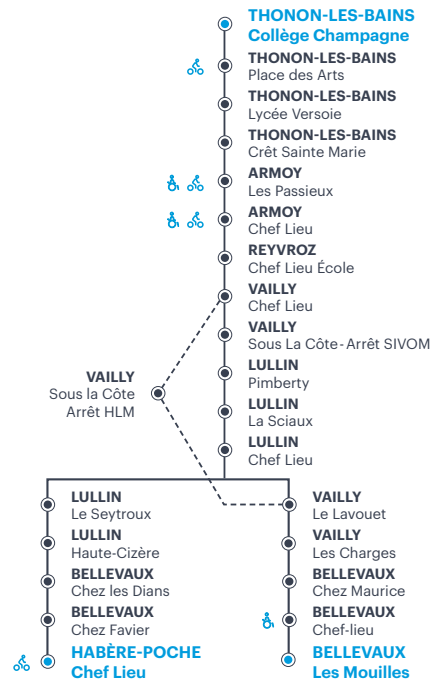 THONON-LES-BAINS
Collège Champagne
THONON-LES-BAINS
Place des Arts
THONON-LES-BAINS
Lycée Versoie
THONON-LES-BAINS
Crêt Sainte Marie
ARMOY
Les Passieux
ARMOY
Chef Lieu
REYVROZ
Chef Lieu École
VAILLY
Chef Lieu
VAILLY
Sous La Côte-Arrêt SIVOM
LULLIN
Pimberty
LULLIN
La Sciaux
LULLIN
Chef Lieu
VAILLY
Sous la Côte
Arrêt HLM
LULLIN
Le Seytroux
LULLIN
Haute-Cizère
BELLEVAUX
Chez les Dians
BELLEVAUX
Chez Favier
HABÈRE-POCHE
Chef Lieu
VAILLY
Le Lavouet
VAILLY
Les Charges
BELLEVAUX
Chez Maurice
BELLEVAUX
Chef-lieu
BELLEVAUX
Les Mouilles